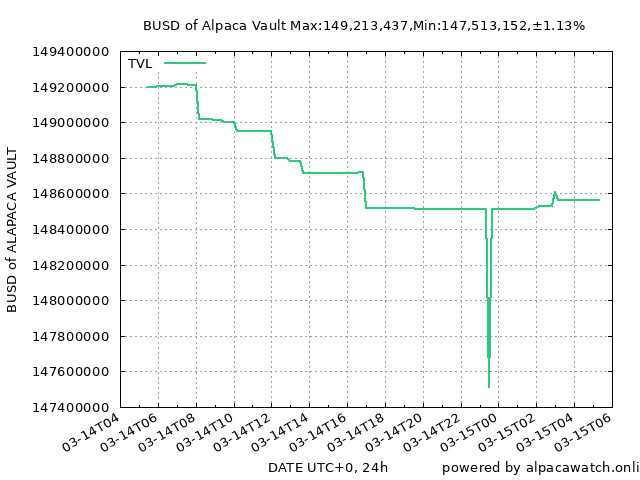 BUSD of Alpaca Vault Max:149,213,437,Min:147,513,152,±1.13%
TVL
149400000
149200000
149000000
148800000
148600000
148400000
148200000
148000000
147800000
147600000
147400000
BUSD of ALAPACA VAULT
03-14T04
03-14T06
03-14T08
03-14T10
03-14T12
03-14T14
03-14T16
03-14T18
03-14T20
03-14T22
03-15T00
03-15T02
03-15T04
03-15T06
DATE UTC+0, 24h
powered by alpacawatch.onli